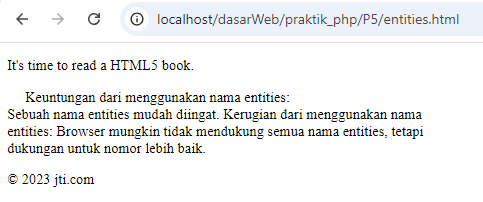 localhost/dasarWeb/praktik_php/P5/entities.html
It's time to read a HTML5 book.
Keuntungan dari menggunakan nama entities:
Sebuah nama entities mudah diingat. Kerugian dari menggunakan nama
entities: Browser mungkin tidak mendukung semua nama entities, tetapi
dukungan untuk nomor lebih baik.
© 2023 jti.com